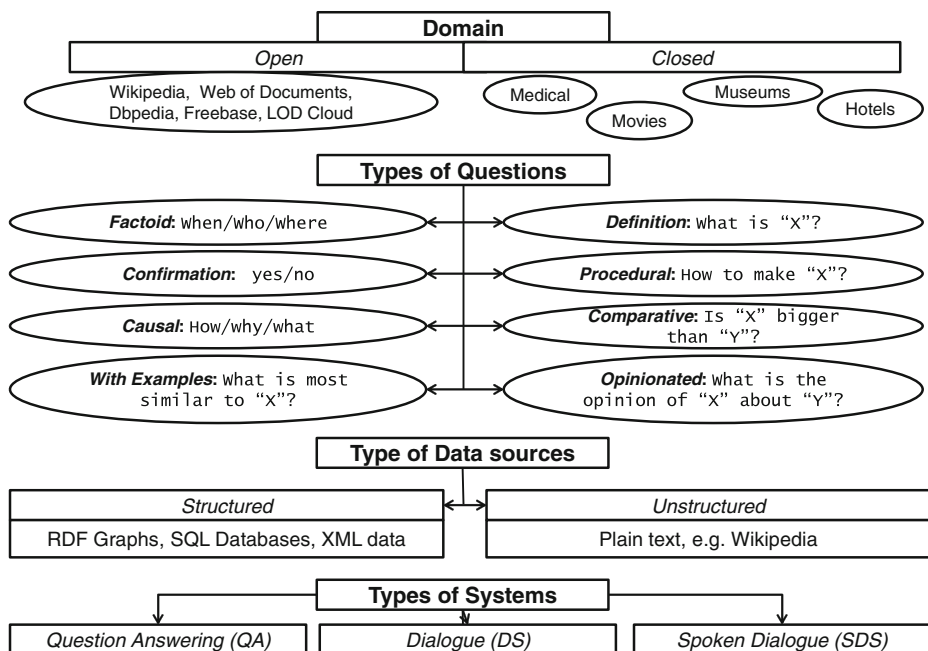 Domain
Open
Closed
Wikipedia, Web of Documents,
Dbpedia, Freebase, LOD Cloud
Medical
Movies
Museums
Hotels
Types of Questions
Factoid: When/Who/Where
Definition: What is “X”?
Confirmation: yes/no
Procedural: How to make “X”?
Causal: How/why/what
Comparative: Is “X” bigger
than “Y”?
With Examples: What is most
similar to “X”?
Opinionated: What is the
opinion of “X” about “Y”?
Type of Data sources
Structured
Unstructured
RDF Graphs, SQL Databases, XML data
Plain text, e.g. Wikipedia
Types of Systems
Question Answering (QA)
Dialogue (DS)
Spoken Dialogue (SDS)